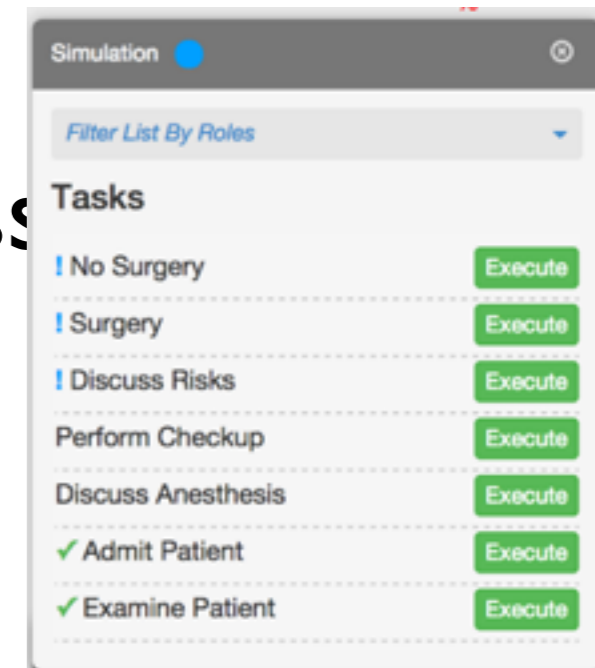 Simulation
Filter List By Roles
Tasks
! No Surgery Execute
! Surgery Execute
! Discuss Risks Execute
Perform Checkup Execute
Discuss Anesthesis Execute
✓ Admit Patient Execute
✓ Examine Patient Execute